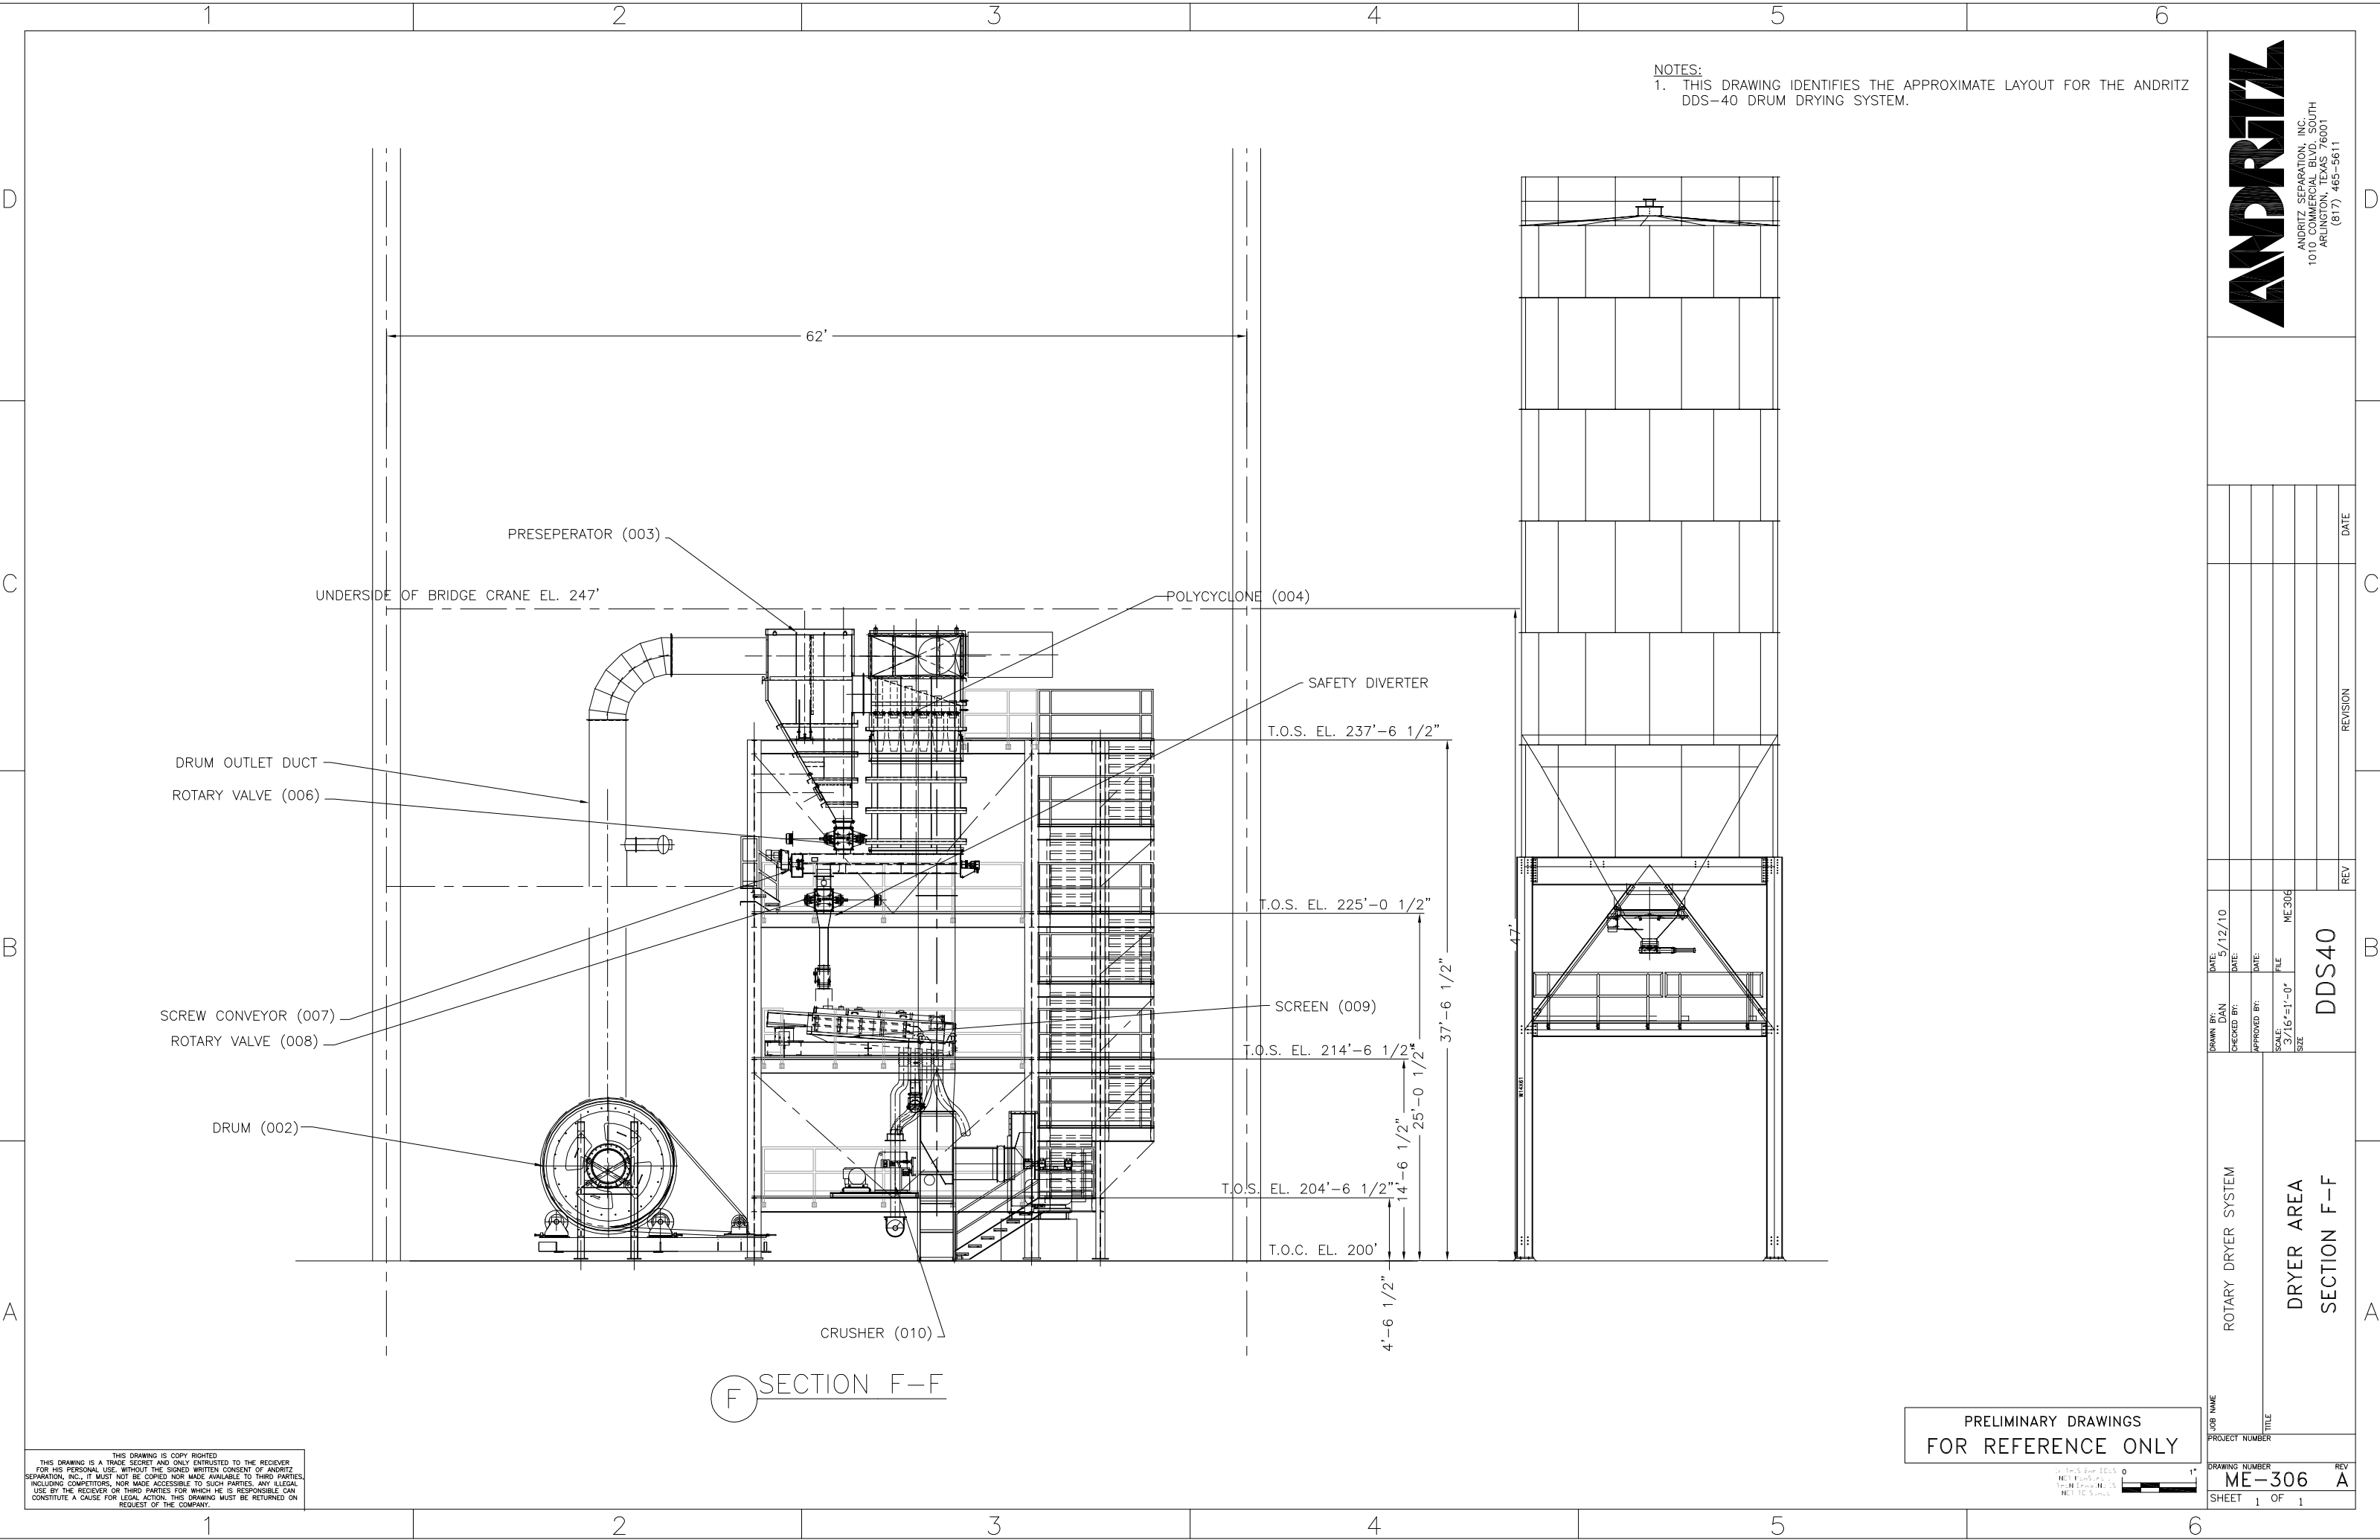 1 2 3 4 5 6
D
C
B
A
NOTES:
1. THIS DRAWING IDENTIFIES THE APPROXIMATE LAYOUT FOR THE ANDRITZ
DDS-40 DRUM DRYING SYSTEM.
62'
PRESEPERATOR (003)
UNDERSIDE OF BRIDGE CRANE EL. 247'
POLYCYCLONE (004)
SAFETY DIVERTER
T.O.S. EL. 237'-6 1/2"
DRUM OUTLET DUCT
ROTARY VALVE (006)
T.O.S. EL. 225'-0 1/2"
47'
37'-6 1/2"
SCREW CONVEYOR (007)
ROTARY VALVE (008)
SCREEN (009)
T.O.S. EL. 214'-6 1/2"
25'-0 1/2"
14'-6 1/2"
W14X61
DRUM (002)
T.O.S. EL. 204'-6 1/2"
T.O.C. EL. 200'
4'-6 1/2"
CRUSHER (010)
F
SECTION F-F
THIS DRAWING IS COPY RIGHTED
THIS DRAWING IS A TRADE SECRET AND ONLY ENTRUSTED TO THE RECIEVER
FOR HIS PERSONAL USE. WITHOUT THE SIGNED WRITTEN CONSENT OF ANDRITZ
SEPARATION, INC., IT MUST NOT BE COPIED NOR MADE AVAILABLE TO THIRD PARTIES,
INCLUDING COMPETITORS, NOR MADE ACCESSIBLE TO SUCH PARTIES. ANY ILLEGAL
USE BY THE RECIEVER OR THIRD PARTIES FOR WHICH HE IS RESPONSIBLE CAN
CONSTITUTE A CAUSE FOR LEGAL ACTION. THIS DRAWING MUST BE RETURNED ON
REQUEST OF THE COMPANY.
PRELIMINARY DRAWINGS
FOR REFERENCE ONLY
0 1"
ANDRITZ
ANDRITZ SEPARATION, INC.
1010 COMMERCIAL BLVD. SOUTH
ARLINGTON, TEXAS 76001
(817) 465-5611
REV REVISION DATE
DRAWN BY: DAN DATE: 5/12/10
CHECKED BY: DATE:
APPROVED BY: DATE:
SCALE: 3/16"=1'-0" FILE ME306
SIZE
DDS40
JOB NAME
ROTARY DRYER SYSTEM
TITLE
DRYER AREA
SECTION F-F
PROJECT NUMBER
DRAWING NUMBER REV
ME-306 A
SHEET 1 OF 1
D
C
B
A
1 2 3 4 5 6